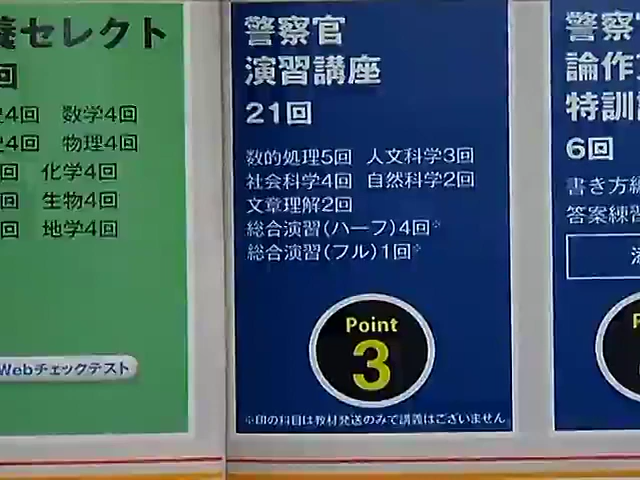 セレクト
回
4回 数学4回
4回 物理4回
回 化学4回
回 生物4回
回 地学4回
Webチェックテスト
警察官
演習講座
21回
数的処理5回 人文科学3回
社会科学4回 自然科学2回
文章理解2回
総合演習(ハーフ)4回※
総合演習(フル)1回※
Point
3
※印の科目は教材発送のみで講義はございません
警察
論作
特訓
6回
書き方
答案練習